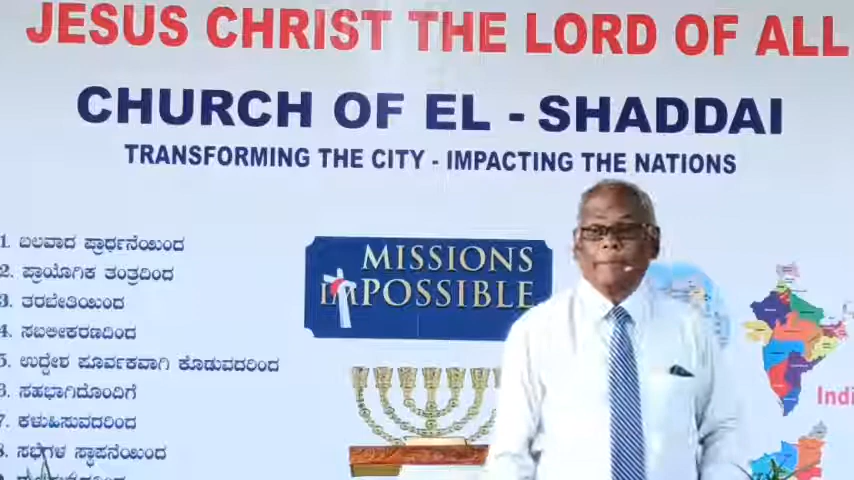 JESUS CHRIST THE LORD OF ALL
CHURCH OF EL - SHADDAI
TRANSFORMING THE CITY - IMPACTING THE NATIONS
1. ಬಲವಾದ ಪ್ರಾರ್ಥನೆಯಿಂದ
2. ಪ್ರಾಯೋಗಿಕ ತಂತ್ರದಿಂದ
3. ತರಬೇತಿಯಿಂದ
4. ಸಬಲೀಕರಣದಿಂದ
5. ಉದ್ದೇಶ ಪೂರ್ವಕವಾಗಿ ಕೊಡುವದರಿಂದ
6. ಸಹಭಾಗಿದೊಂದಿಗೆ
7. ಕಳುಹಿಸುವದರಿಂದ
8. ಸಭೆಗಳ ಸ್ಥಾಪನೆಯಿಂದ
MISSIONS
IMPOSSIBLE
Indi